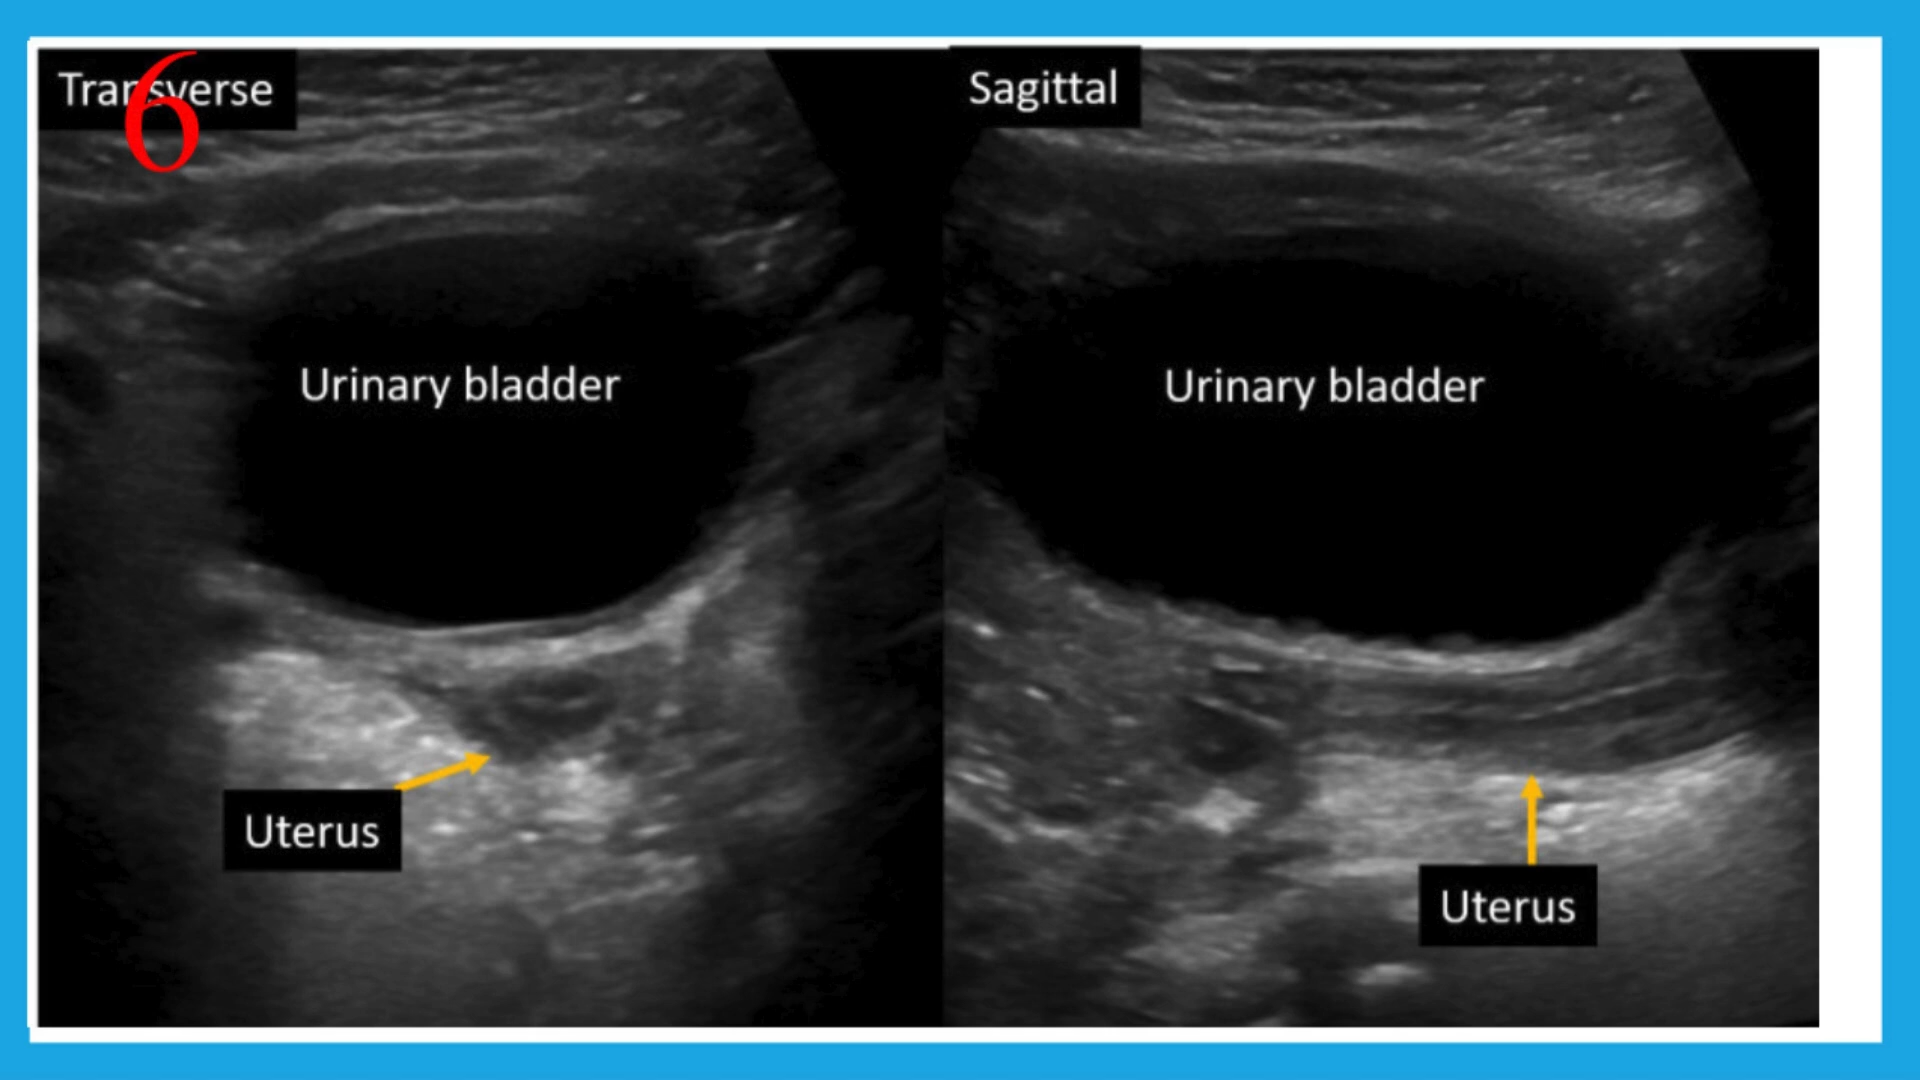 Transverse
6
Sagittal
Urinary bladder
Urinary bladder
Uterus
Uterus